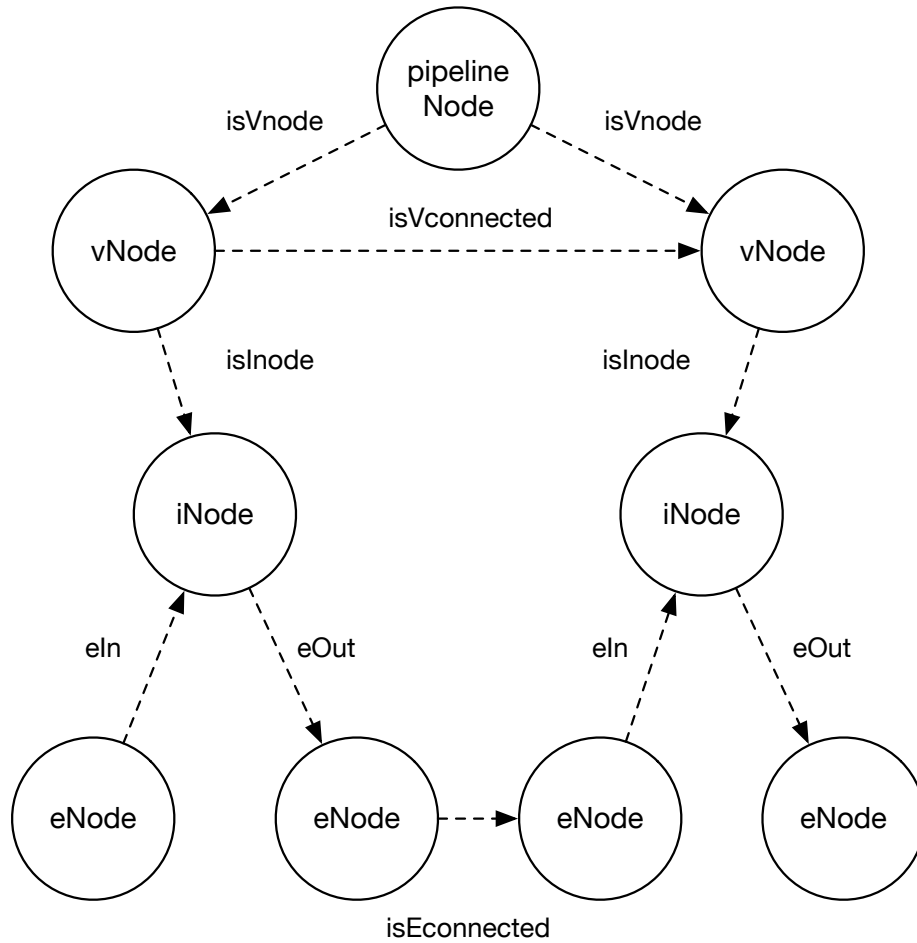 pipeline
Node
isVnode
isVnode
isVconnected
vNode
vNode
isInode
isInode
iNode
iNode
eIn
eOut
eIn
eOut
eNode
eNode
eNode
eNode
isEconnected